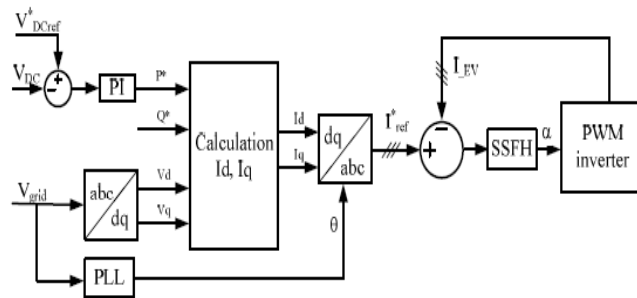 V*DCref
VDC
PI
P*
Q*
Calculation
Id, Iq
Id
Iq
dq
abc
I*ref
I_EV
SSFH
α
PWM
inverter
Vgrid
abc
dq
Vd
Vq
PLL
θ